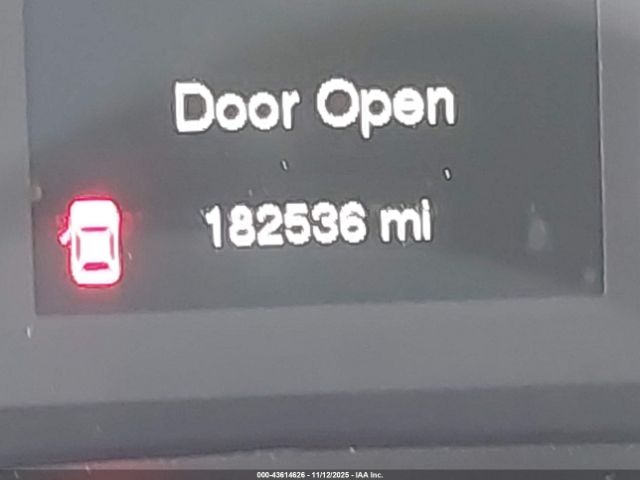 Door Open
182536 mi
000-43614626 - 11/12/2025 - IAA Inc.